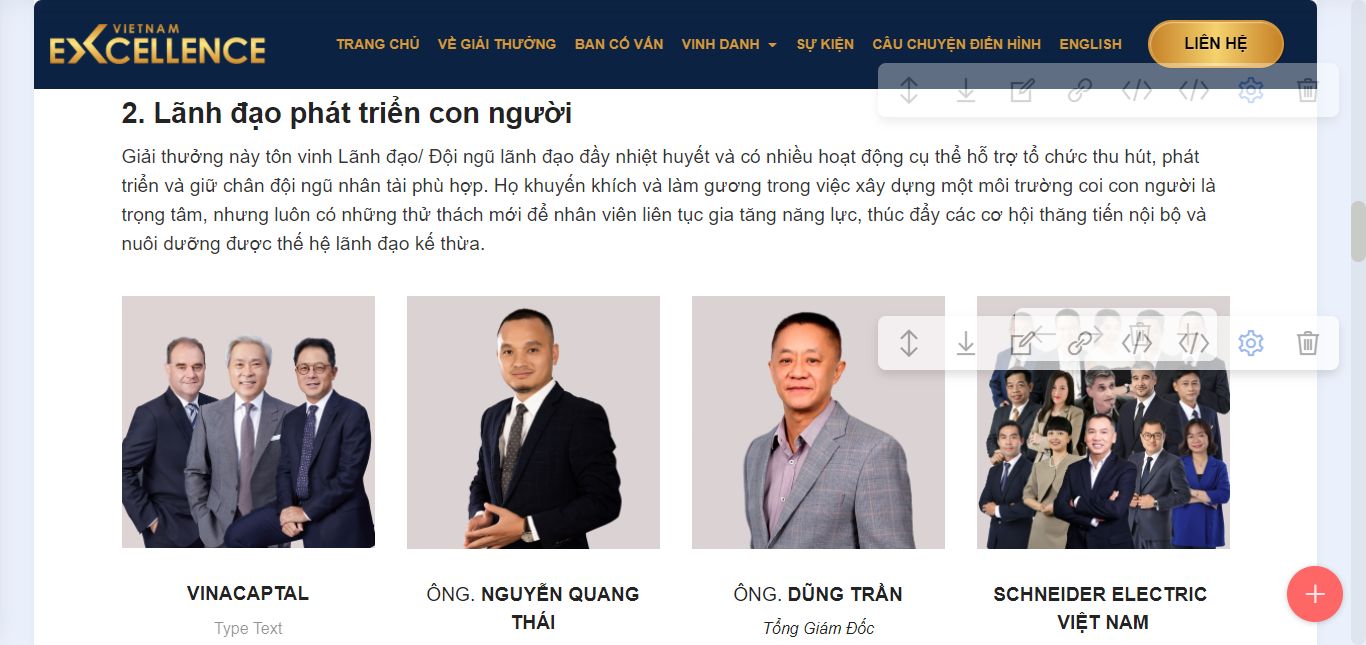 VIETNAM
EXCELLENCE
TRANG CHỦ VỀ GIẢI THƯỞNG BAN CỐ VẤN VINH DANH SỰ KIỆN CÂU CHUYỆN ĐIỂN HÌNH ENGLISH LIÊN HỆ
2. Lãnh đạo phát triển con người
Giải thưởng này tôn vinh Lãnh đạo/ Đội ngũ lãnh đạo đầy nhiệt huyết và có nhiều hoạt động cụ thể hỗ trợ tổ chức thu hút, phát
triển và giữ chân đội ngũ nhân tài phù hợp. Họ khuyến khích và làm gương trong việc xây dựng một môi trường coi con người là
trọng tâm, nhưng luôn có những thử thách mới để nhân viên liên tục gia tăng năng lực, thúc đẩy các cơ hội thăng tiến nội bộ và
nuôi dưỡng được thế hệ lãnh đạo kế thừa.
VINACAPTAL
Type Text
ÔNG. NGUYỄN QUANG
THÁI
ÔNG. DŨNG TRẦN
Tổng Giám Đốc
SCHNEIDER ELECTRIC
VIỆT NAM